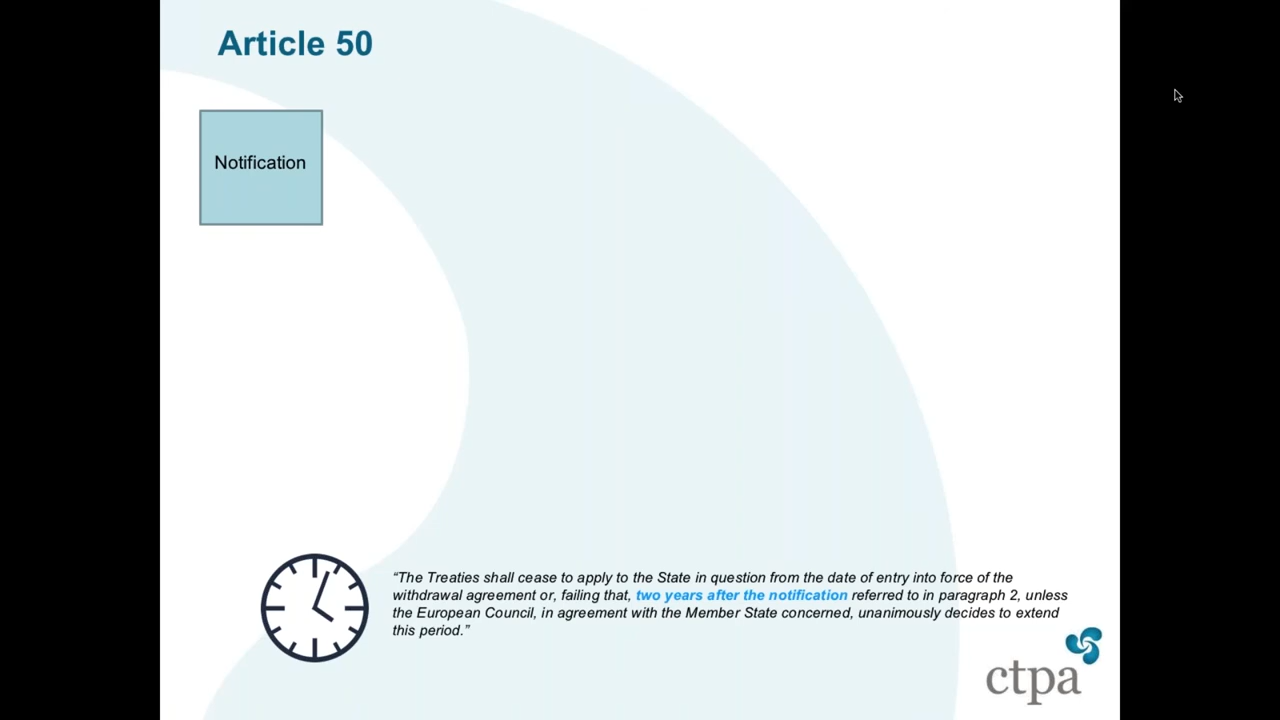 Article 50
Notification
“The Treaties shall cease to apply to the State in question from the date of entry into force of the
withdrawal agreement or, failing that, two years after the notification referred to in paragraph 2, unless
the European Council, in agreement with the Member State concerned, unanimously decides to extend
this period.”
ctpa